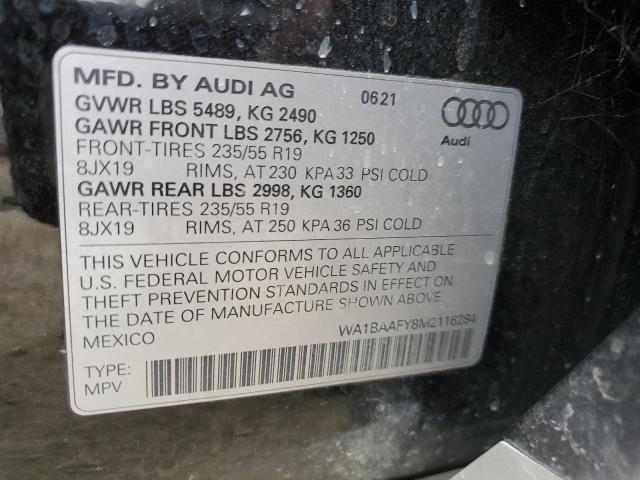 MFD. BY AUDI AG 0621
GVWR LBS 5489, KG 2490
GAWR FRONT LBS 2756, KG 1250
FRONT-TIRES 235/55 R19
8JX19 RIMS, AT 230 KPA 33 PSI COLD
GAWR REAR LBS 2998, KG 1360
REAR-TIRES 235/55 R19
8JX19 RIMS, AT 250 KPA 36 PSI COLD
Audi
THIS VEHICLE CONFORMS TO ALL APPLICABLE
U.S. FEDERAL MOTOR VEHICLE SAFETY AND
THEFT PREVENTION STANDARDS IN EFFECT ON
THE DATE OF MANUFACTURE SHOWN ABOVE.
MEXICO WA1BAAFY8M2116284
TYPE:
MPV